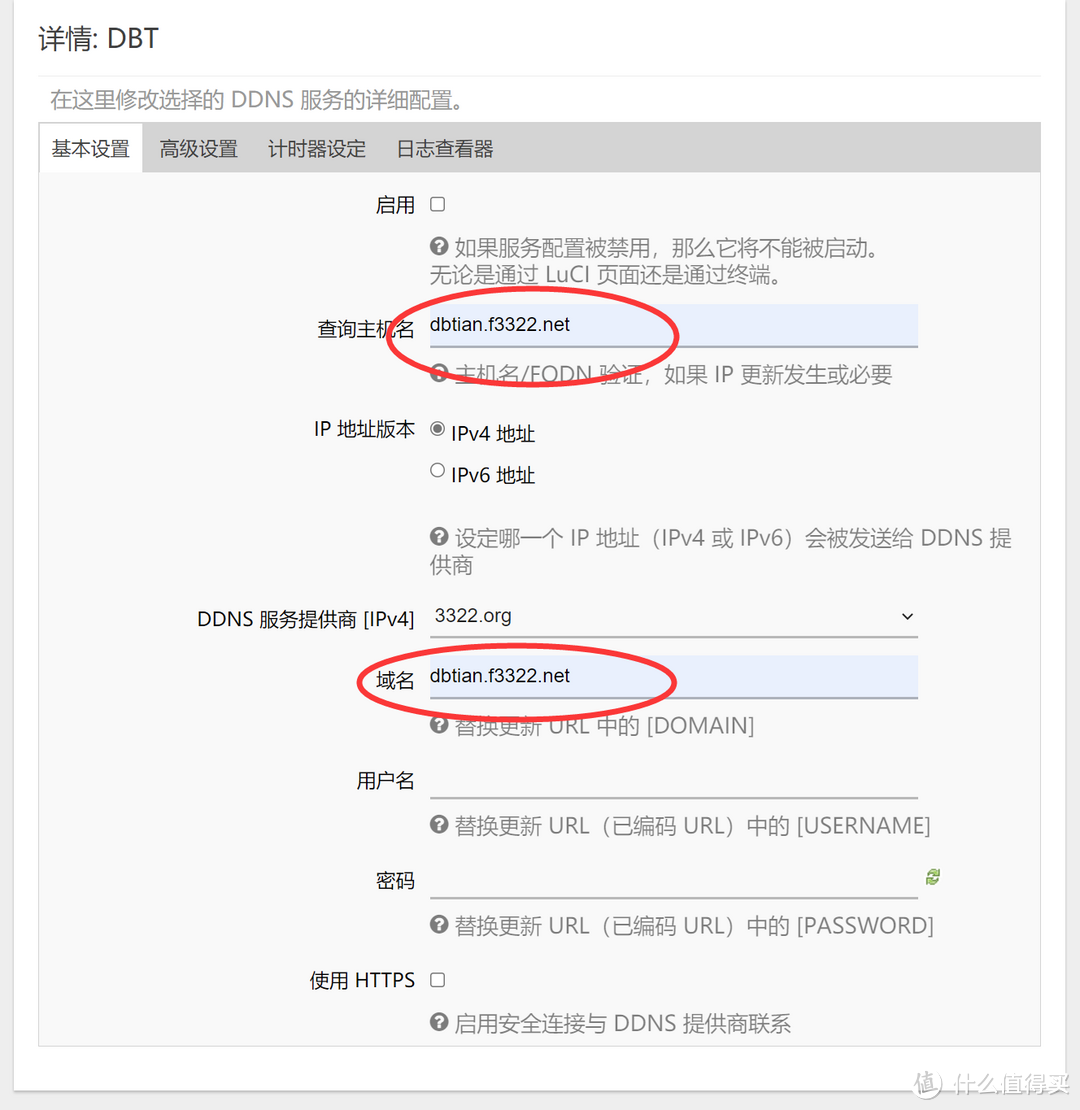 详情: DBT
在这里修改选择的 DDNS 服务的详细配置。
基本设置 高级设置 计时器设定 日志查看器
启用
如果服务配置被禁用，那么它将不能被启动。
无论是通过 LuCI 页面还是通过终端。
查询主机名 dbtian.f3322.net
主机名/FQDN 验证，如果 IP 更新发生或必要
IP 地址版本 IPv4 地址
IPv6 地址
设定哪一个 IP 地址（IPv4 或 IPv6）会被发送给 DDNS 提
供商
DDNS 服务提供商 [IPv4] 3322.org
域名 dbtian.f3322.net
替换更新 URL 中的 [DOMAIN]
用户名
替换更新 URL（已编码 URL）中的 [USERNAME]
密码
替换更新 URL（已编码 URL）中的 [PASSWORD]
使用 HTTPS
启用安全连接与 DDNS 提供商联系
值 什么值得买